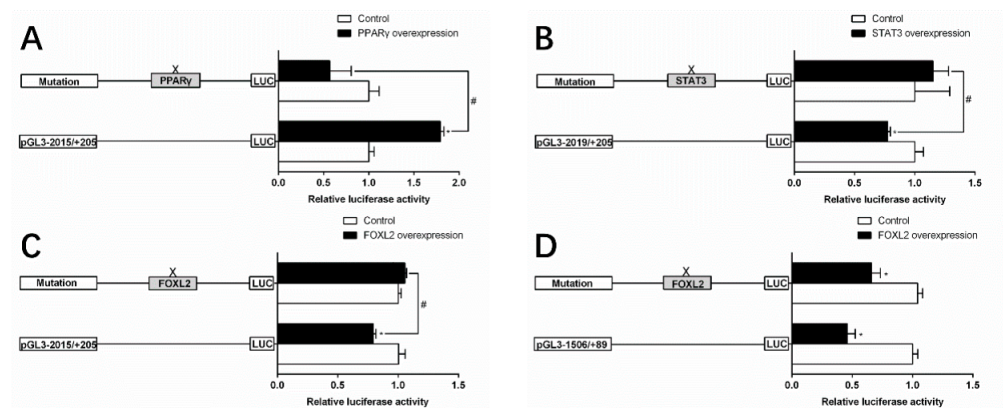 A
Control
PPARγ overexpression
Mutation
X
PPARγ
LUC
#
pGL3-2015/+205
LUC
*
0.0 0.5 1.0 1.5 2.0
Relative luciferase activity
B
Control
STAT3 overexpression
Mutation
X
STAT3
LUC
#
pGL3-2019/+205
LUC
*
0.0 0.5 1.0 1.5
Relative luciferase activity
C
Control
FOXL2 overexpression
Mutation
X
FOXL2
LUC
#
pGL3-2015/+205
LUC
*
0.0 0.5 1.0 1.5
Relative luciferase activity
D
Control
FOXL2 overexpression
Mutation
X
FOXL2
LUC
*
pGL3-1506/+89
LUC
*
0.0 0.5 1.0 1.5
Relative luciferase activity